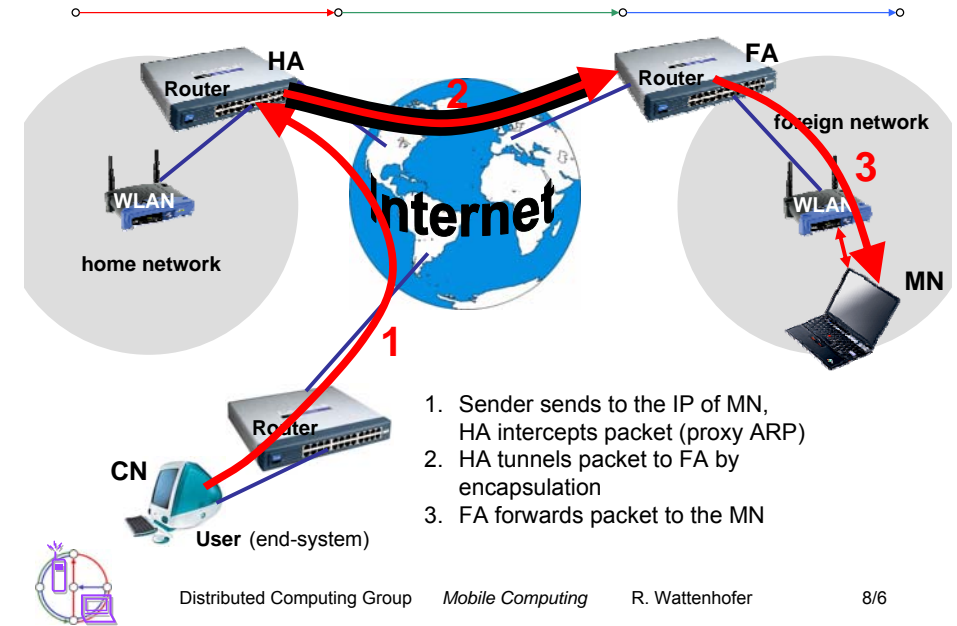 HA
FA
Router
2
Router
foreign network
3
WLAN
Internet
WLAN
home network
MN
1
1. Sender sends to the IP of MN,
HA intercepts packet (proxy ARP)
Router
2. HA tunnels packet to FA by
encapsulation
CN
3. FA forwards packet to the MN
User (end-system)
Distributed Computing Group Mobile Computing R. Wattenhofer 8/6